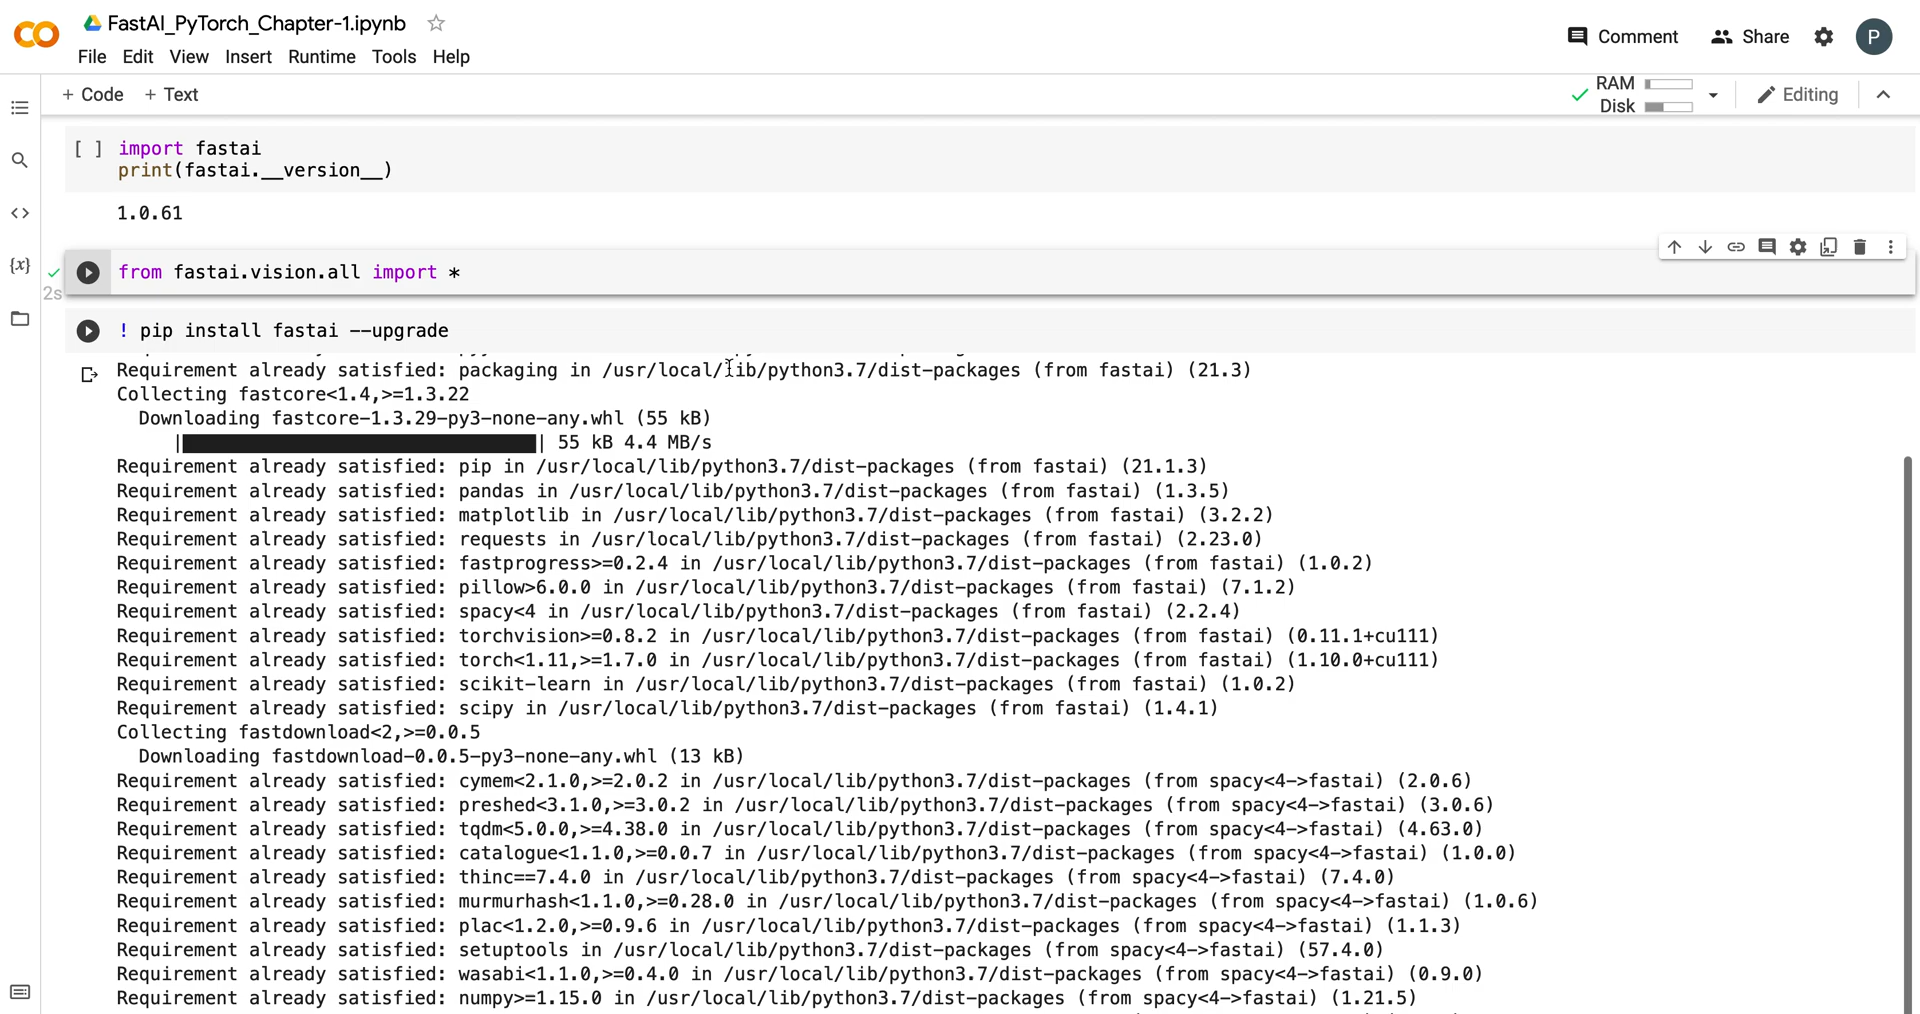 FastAI_PyTorch_Chapter-1.ipynb
File Edit View Insert Runtime Tools Help
Comment Share P
+ Code + Text
RAM
Disk
Editing
[ ] import fastai
print(fastai.__version__)
1.0.61
from fastai.vision.all import *
2s
{x}
! pip install fastai --upgrade
Requirement already satisfied: packaging in /usr/local/lib/python3.7/dist-packages (from fastai) (21.3)
Collecting fastcore<1.4,>=1.3.22
Downloading fastcore-1.3.29-py3-none-any.whl (55 kB)
| 55 kB 4.4 MB/s
Requirement already satisfied: pip in /usr/local/lib/python3.7/dist-packages (from fastai) (21.1.3)
Requirement already satisfied: pandas in /usr/local/lib/python3.7/dist-packages (from fastai) (1.3.5)
Requirement already satisfied: matplotlib in /usr/local/lib/python3.7/dist-packages (from fastai) (3.2.2)
Requirement already satisfied: requests in /usr/local/lib/python3.7/dist-packages (from fastai) (2.23.0)
Requirement already satisfied: fastprogress>=0.2.4 in /usr/local/lib/python3.7/dist-packages (from fastai) (1.0.2)
Requirement already satisfied: pillow>6.0.0 in /usr/local/lib/python3.7/dist-packages (from fastai) (7.1.2)
Requirement already satisfied: spacy<4 in /usr/local/lib/python3.7/dist-packages (from fastai) (2.2.4)
Requirement already satisfied: torchvision>=0.8.2 in /usr/local/lib/python3.7/dist-packages (from fastai) (0.11.1+cu111)
Requirement already satisfied: torch<1.11,>=1.7.0 in /usr/local/lib/python3.7/dist-packages (from fastai) (1.10.0+cu111)
Requirement already satisfied: scikit-learn in /usr/local/lib/python3.7/dist-packages (from fastai) (1.0.2)
Requirement already satisfied: scipy in /usr/local/lib/python3.7/dist-packages (from fastai) (1.4.1)
Collecting fastdownload<2,>=0.0.5
Downloading fastdownload-0.0.5-py3-none-any.whl (13 kB)
Requirement already satisfied: cymem<2.1.0,>=2.0.2 in /usr/local/lib/python3.7/dist-packages (from spacy<4->fastai) (2.0.6)
Requirement already satisfied: preshed<3.1.0,>=3.0.2 in /usr/local/lib/python3.7/dist-packages (from spacy<4->fastai) (3.0.6)
Requirement already satisfied: tqdm<5.0.0,>=4.38.0 in /usr/local/lib/python3.7/dist-packages (from spacy<4->fastai) (4.63.0)
Requirement already satisfied: catalogue<1.1.0,>=0.0.7 in /usr/local/lib/python3.7/dist-packages (from spacy<4->fastai) (1.0.0)
Requirement already satisfied: thinc==7.4.0 in /usr/local/lib/python3.7/dist-packages (from spacy<4->fastai) (7.4.0)
Requirement already satisfied: murmurhash<1.1.0,>=0.28.0 in /usr/local/lib/python3.7/dist-packages (from spacy<4->fastai) (1.0.6)
Requirement already satisfied: plac<1.2.0,>=0.9.6 in /usr/local/lib/python3.7/dist-packages (from spacy<4->fastai) (1.1.3)
Requirement already satisfied: setuptools in /usr/local/lib/python3.7/dist-packages (from spacy<4->fastai) (57.4.0)
Requirement already satisfied: wasabi<1.1.0,>=0.4.0 in /usr/local/lib/python3.7/dist-packages (from spacy<4->fastai) (0.9.0)
Requirement already satisfied: numpy>=1.15.0 in /usr/local/lib/python3.7/dist-packages (from spacy<4->fastai) (1.21.5)